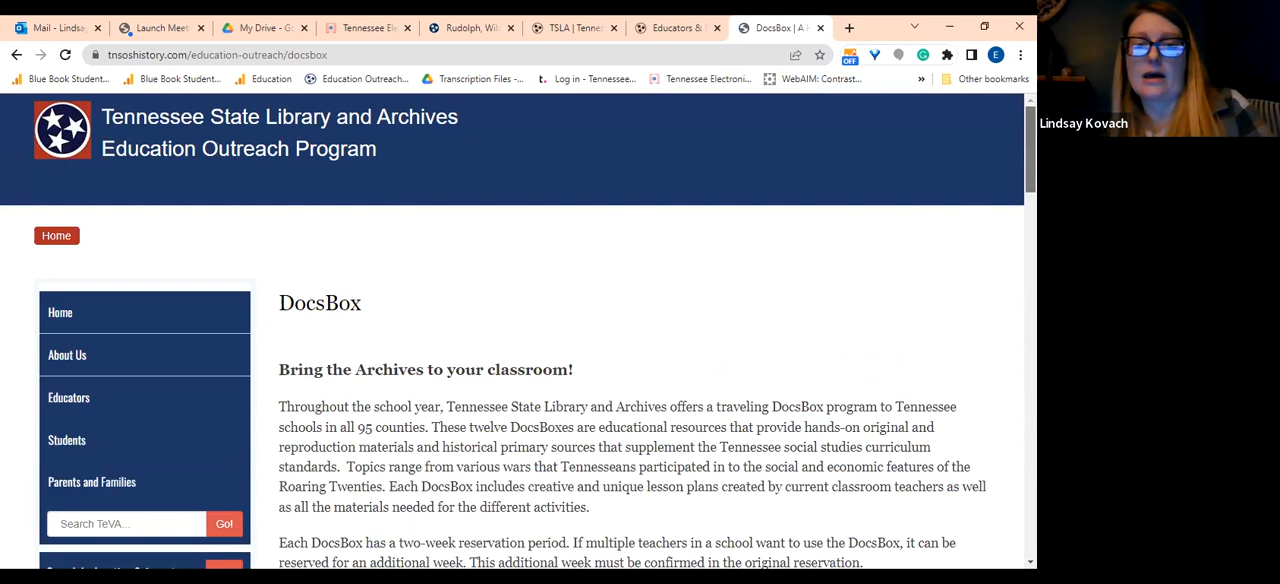 Mail - Lindsay
Launch Meet
My Drive - Go
Tennessee Ele
Rudolph, Wil
TSLA | Tenne
Educators &
DocsBox | A H
tnsoshistory.com/education-outreach/docsbox
OFF
E
Blue Book Student...
Blue Book Student...
Education
Education Outreach...
Transcription Files -...
t. Log in - Tennessee...
Tennessee Electroni...
WebAIM: Contrast...
»
Other bookmarks
Lindsay Kovach
Tennessee State Library and Archives
Education Outreach Program
Home
Home
About Us
Educators
Students
Parents and Families
Search TeVA...
Go!
DocsBox
Bring the Archives to your classroom!
Throughout the school year, Tennessee State Library and Archives offers a traveling DocsBox program to Tennessee
schools in all 95 counties. These twelve DocsBoxes are educational resources that provide hands-on original and
reproduction materials and historical primary sources that supplement the Tennessee social studies curriculum
standards. Topics range from various wars that Tennesseans participated in to the social and economic features of the
Roaring Twenties. Each DocsBox includes creative and unique lesson plans created by current classroom teachers as well
as all the materials needed for the different activities.
Each DocsBox has a two-week reservation period. If multiple teachers in a school want to use the DocsBox, it can be
reserved for an additional week. This additional week must be confirmed in the original reservation.